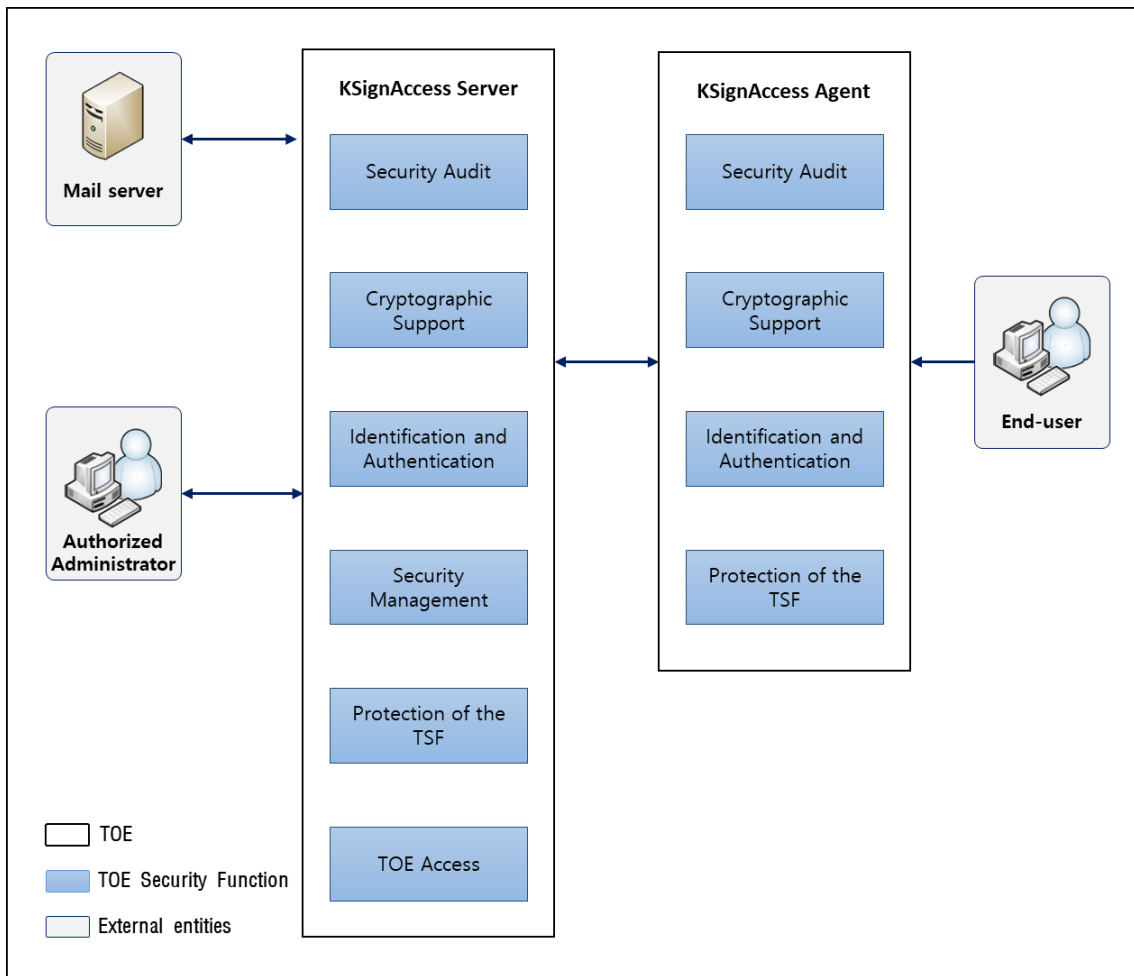 Mail server
Authorized
Administrator
KSignAccess Server
Security Audit
Cryptographic
Support
Identification and
Authentication
Security
Management
Protection of the
TSF
TOE Access
KSignAccess Agent
Security Audit
Cryptographic
Support
Identification and
Authentication
Protection of the
TSF
End-user
TOE
TOE Security Function
External entities